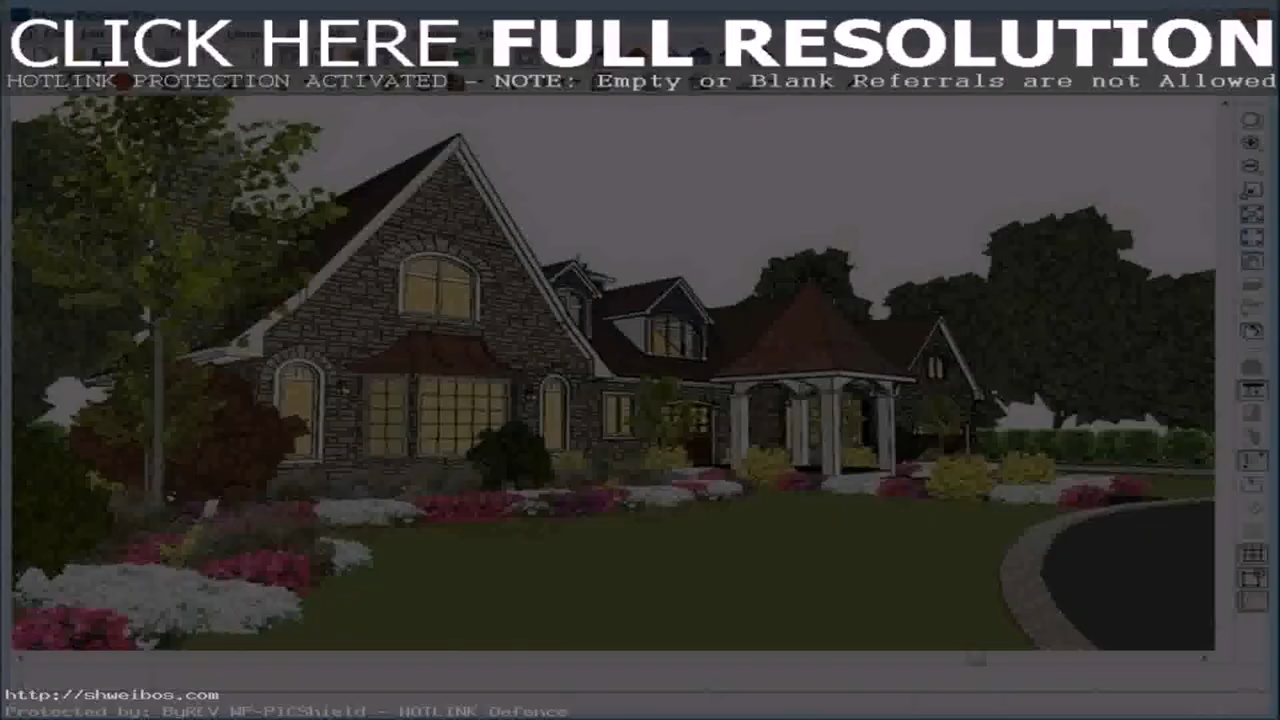 CLICK HERE FULL RESOLUTION
HOTLINK PROTECTION ACTIVATED - NOTE: Empty or Blank Referrals are not Allowed
http://shweibos.com
Protected by: ByREV WP-PICShield - HOTLINK Defence